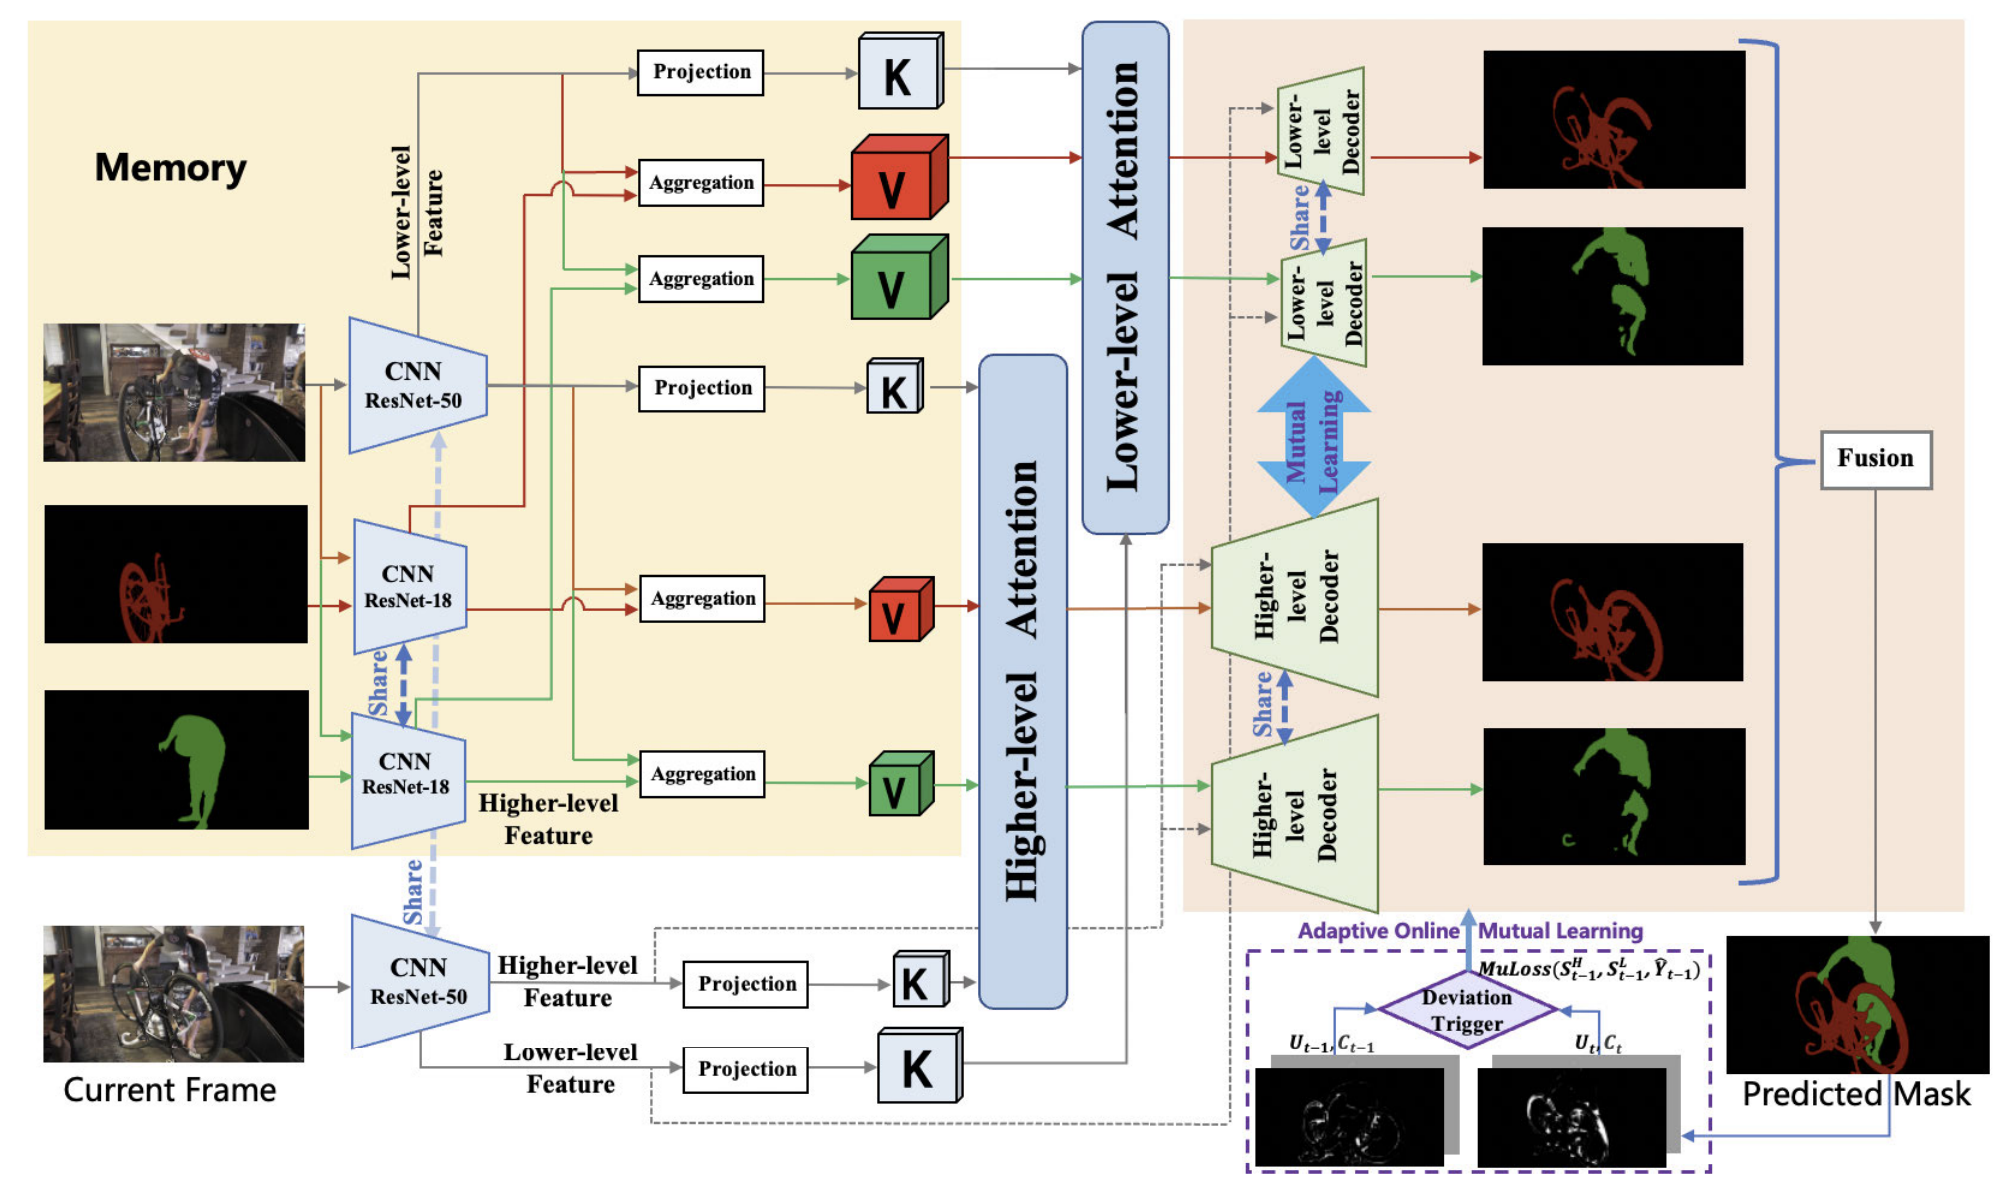 Memory
Lower-level
Feature
Projection
K
Aggregation
V
Aggregation
V
CNN
ResNet-50
Projection
K
CNN
ResNet-18
Aggregation
V
Share
CNN
ResNet-18
Higher-level
Feature
Aggregation
V
Share
CNN
ResNet-50
Higher-level
Feature
Projection
K
Lower-level
Feature
Projection
K
Current Frame
Higher-level Attention
Lower-level Attention
Lower-
level
Decoder
Share
Lower-
level
Decoder
Mutual
Learning
Higher-
level
Decoder
Share
Higher-
level
Decoder
Fusion
Adaptive Online Mutual Learning
MuLoss(S^H_{t-1}, S^L_{t-1}, Ŷ_{t-1})
Deviation
Trigger
U_{t-1}, C_{t-1}
U_t, C_t
Predicted Mask